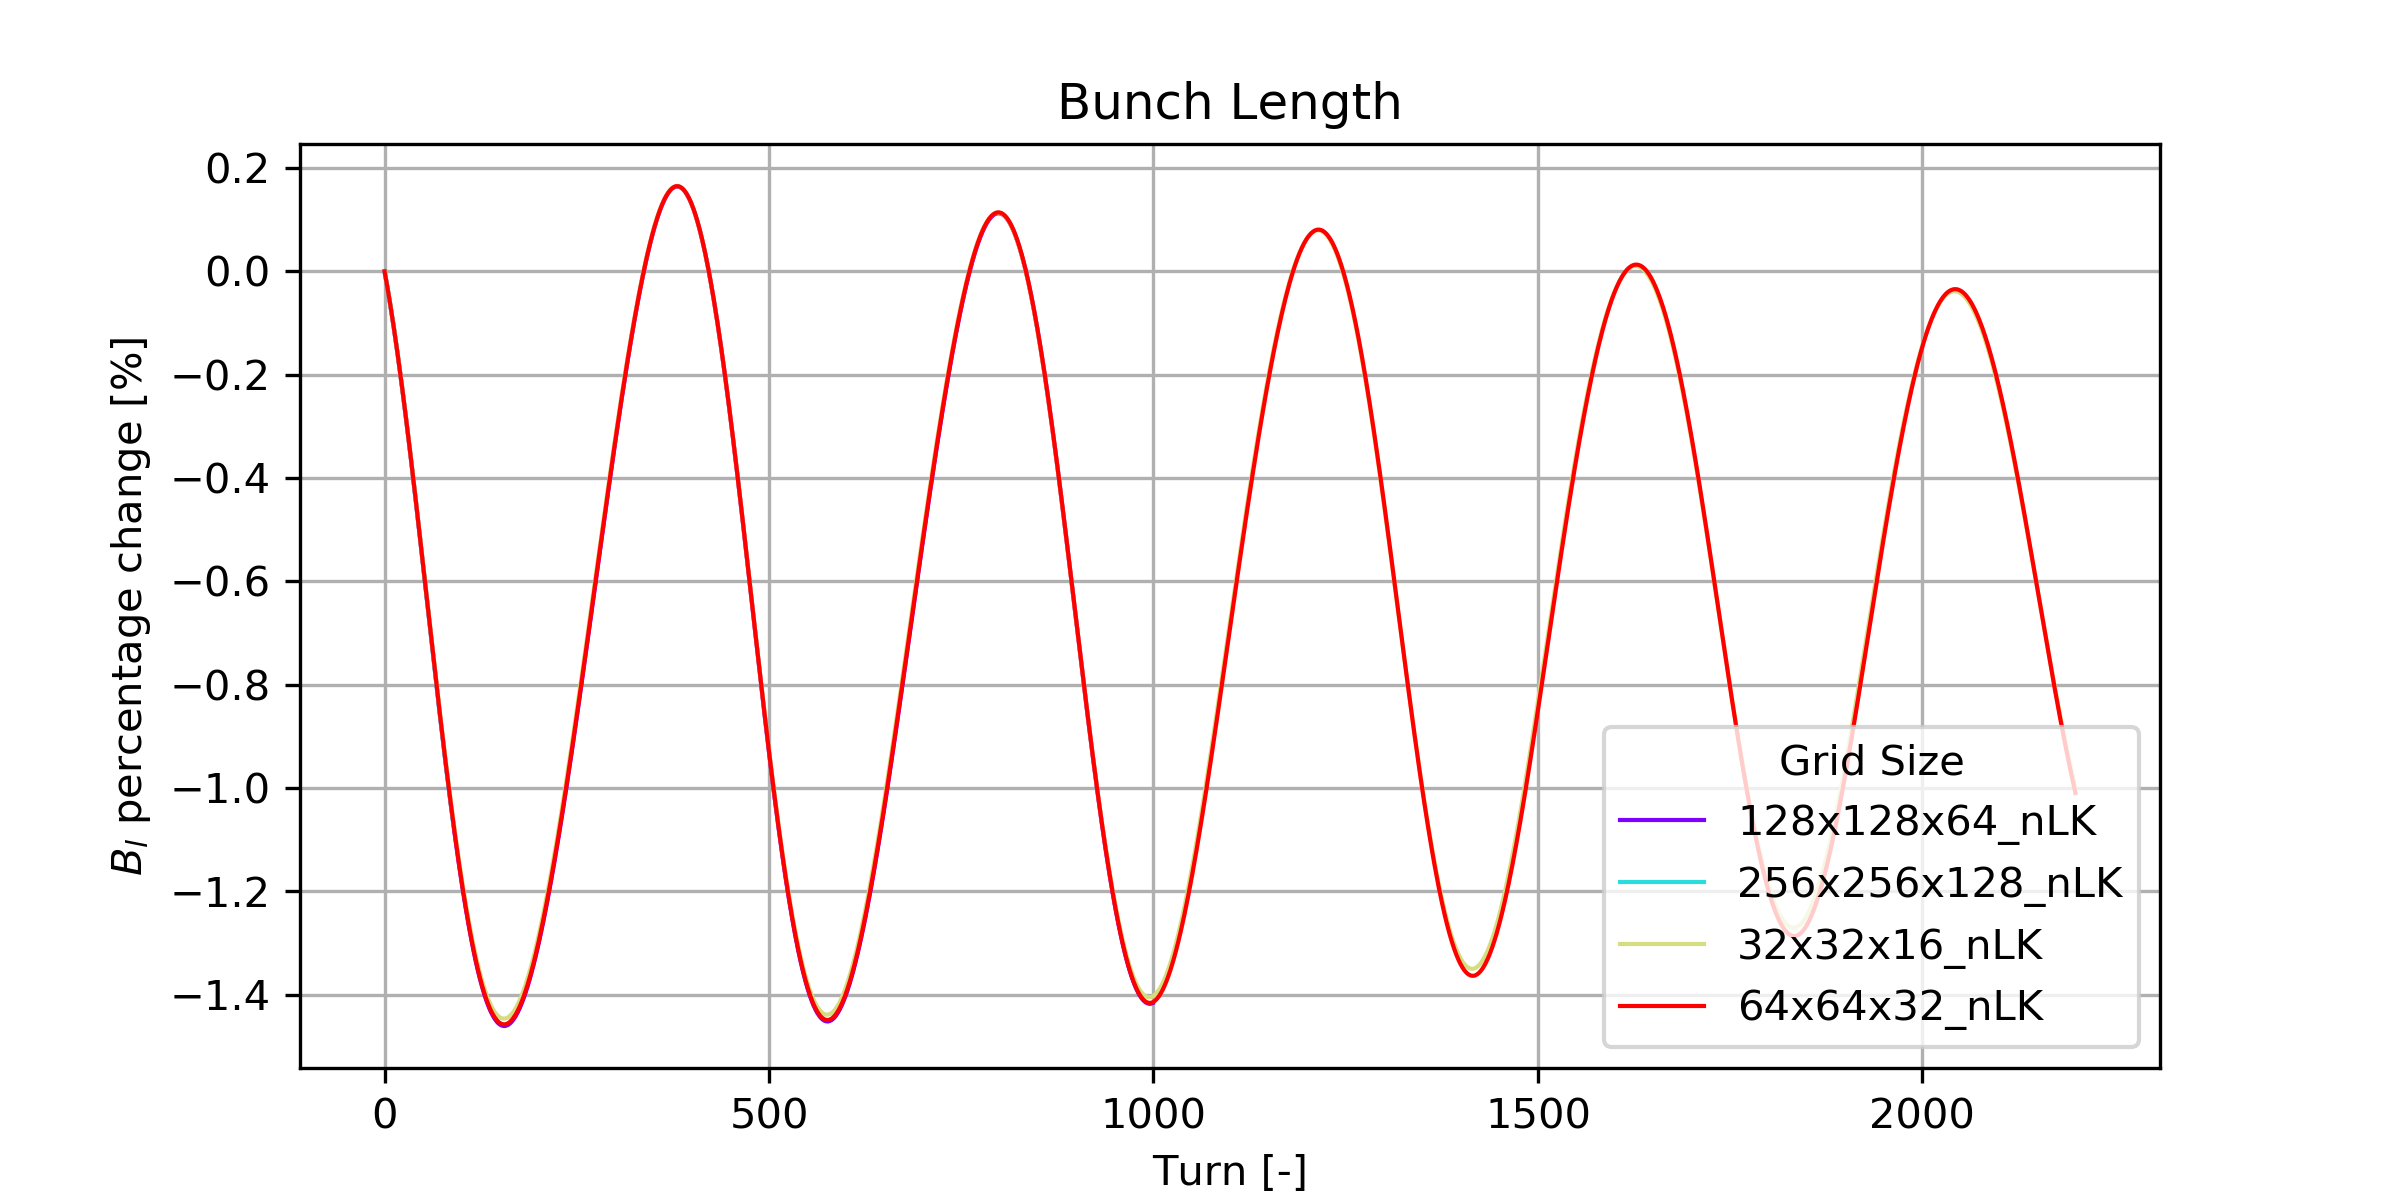 Bunch Length
B_l percentage change [%]
0.2
0.0
−0.2
−0.4
−0.6
−0.8
−1.0
−1.2
−1.4
0
500
1000
1500
2000
Turn [-]
Grid Size
128x128x64_nLK
256x256x128_nLK
32x32x16_nLK
64x64x32_nLK